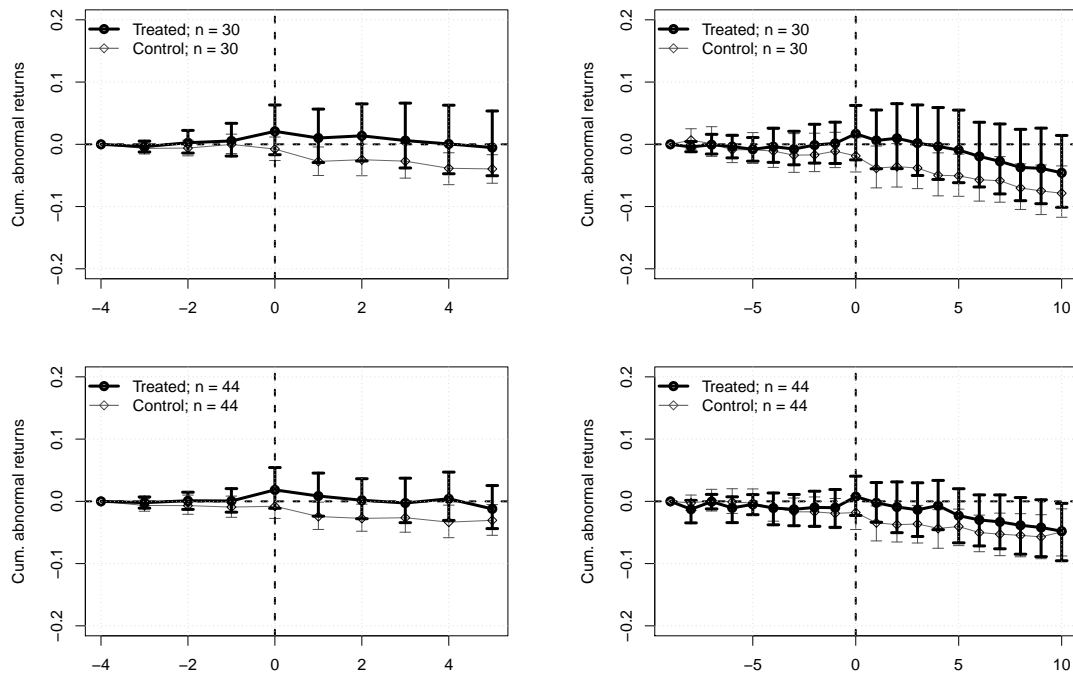 Treated; n = 30
Control; n = 30
Cum. abnormal returns
0.2
0.1
0.0
−0.1
−0.2
−4 −2 0 2 4
Treated; n = 30
Control; n = 30
Cum. abnormal returns
0.2
0.1
0.0
−0.1
−0.2
−5 0 5 10
Treated; n = 44
Control; n = 44
Cum. abnormal returns
0.2
0.1
0.0
−0.1
−0.2
−4 −2 0 2 4
Treated; n = 44
Control; n = 44
Cum. abnormal returns
0.2
0.1
0.0
−0.1
−0.2
−5 0 5 10